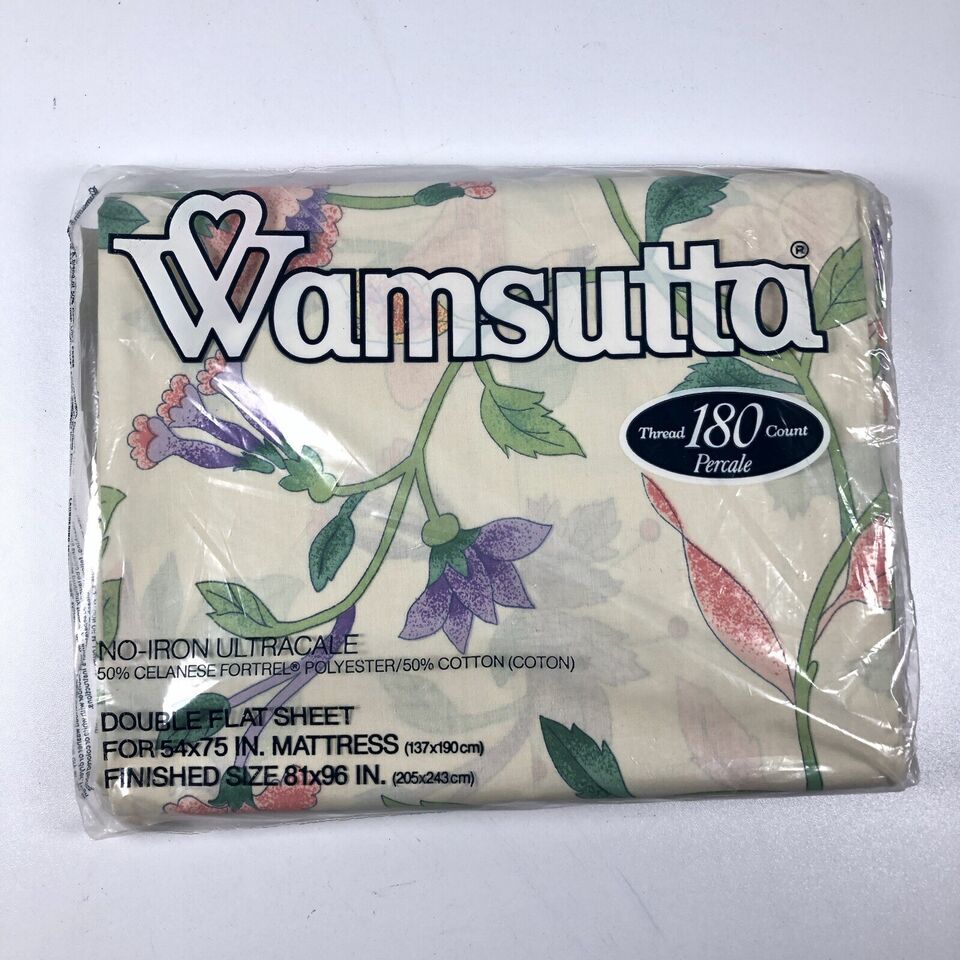 Wamsutta®
Thread 180 Count
Percale
NO-IRON ULTRACALE
50% CELANESE FORTREL® POLYESTER/50% COTTON (COTON)
DOUBLE FLAT SHEET
FOR 54x75 IN. MATTRESS (137x190cm)
FINISHED SIZE 81x96 IN. (205x243cm)